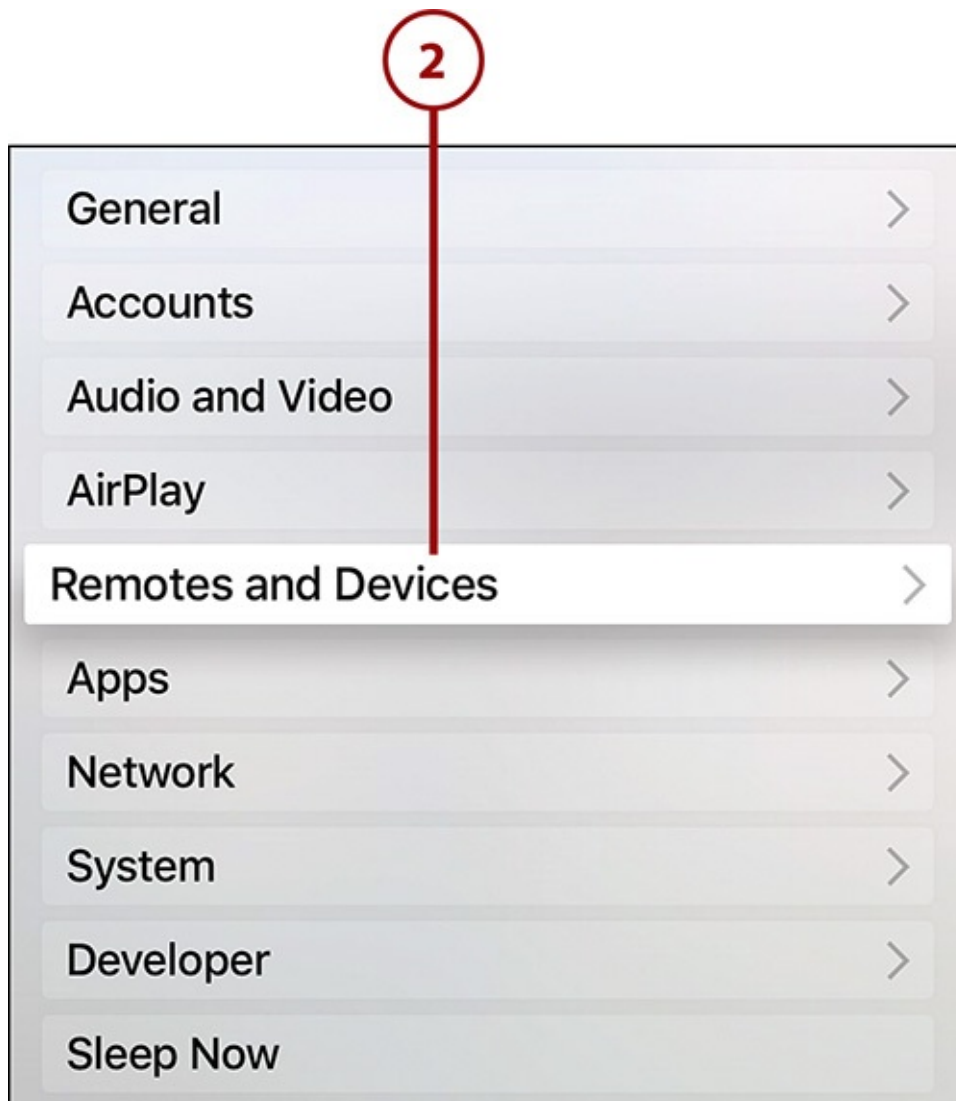 2
General
Accounts
Audio and Video
AirPlay
Remotes and Devices
Apps
Network
System
Developer
Sleep Now